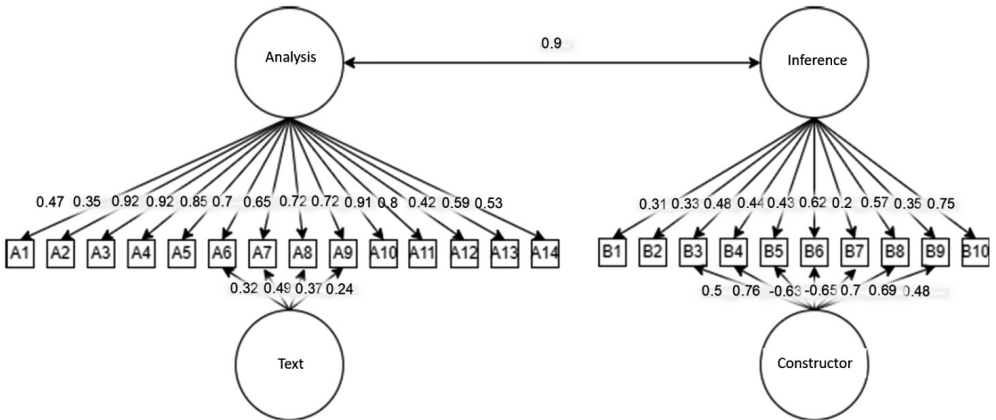 0.9
Analysis
Inference
0.47 0.35 0.92 0.92 0.85 0.7 0.65 0.72 0.72 0.91 0.8 0.42 0.59 0.53
0.31 0.33 0.48 0.44 0.43 0.62 0.2 0.57 0.35 0.75
A1 A2 A3 A4 A5 A6 A7 A8 A9 A10 A11 A12 A13 A14
B1 B2 B3 B4 B5 B6 B7 B8 B9 B10
0.32 0.49 0.37 0.24
0.5 0.76 -0.63 -0.65 0.7 0.69 0.48
Text
Constructor